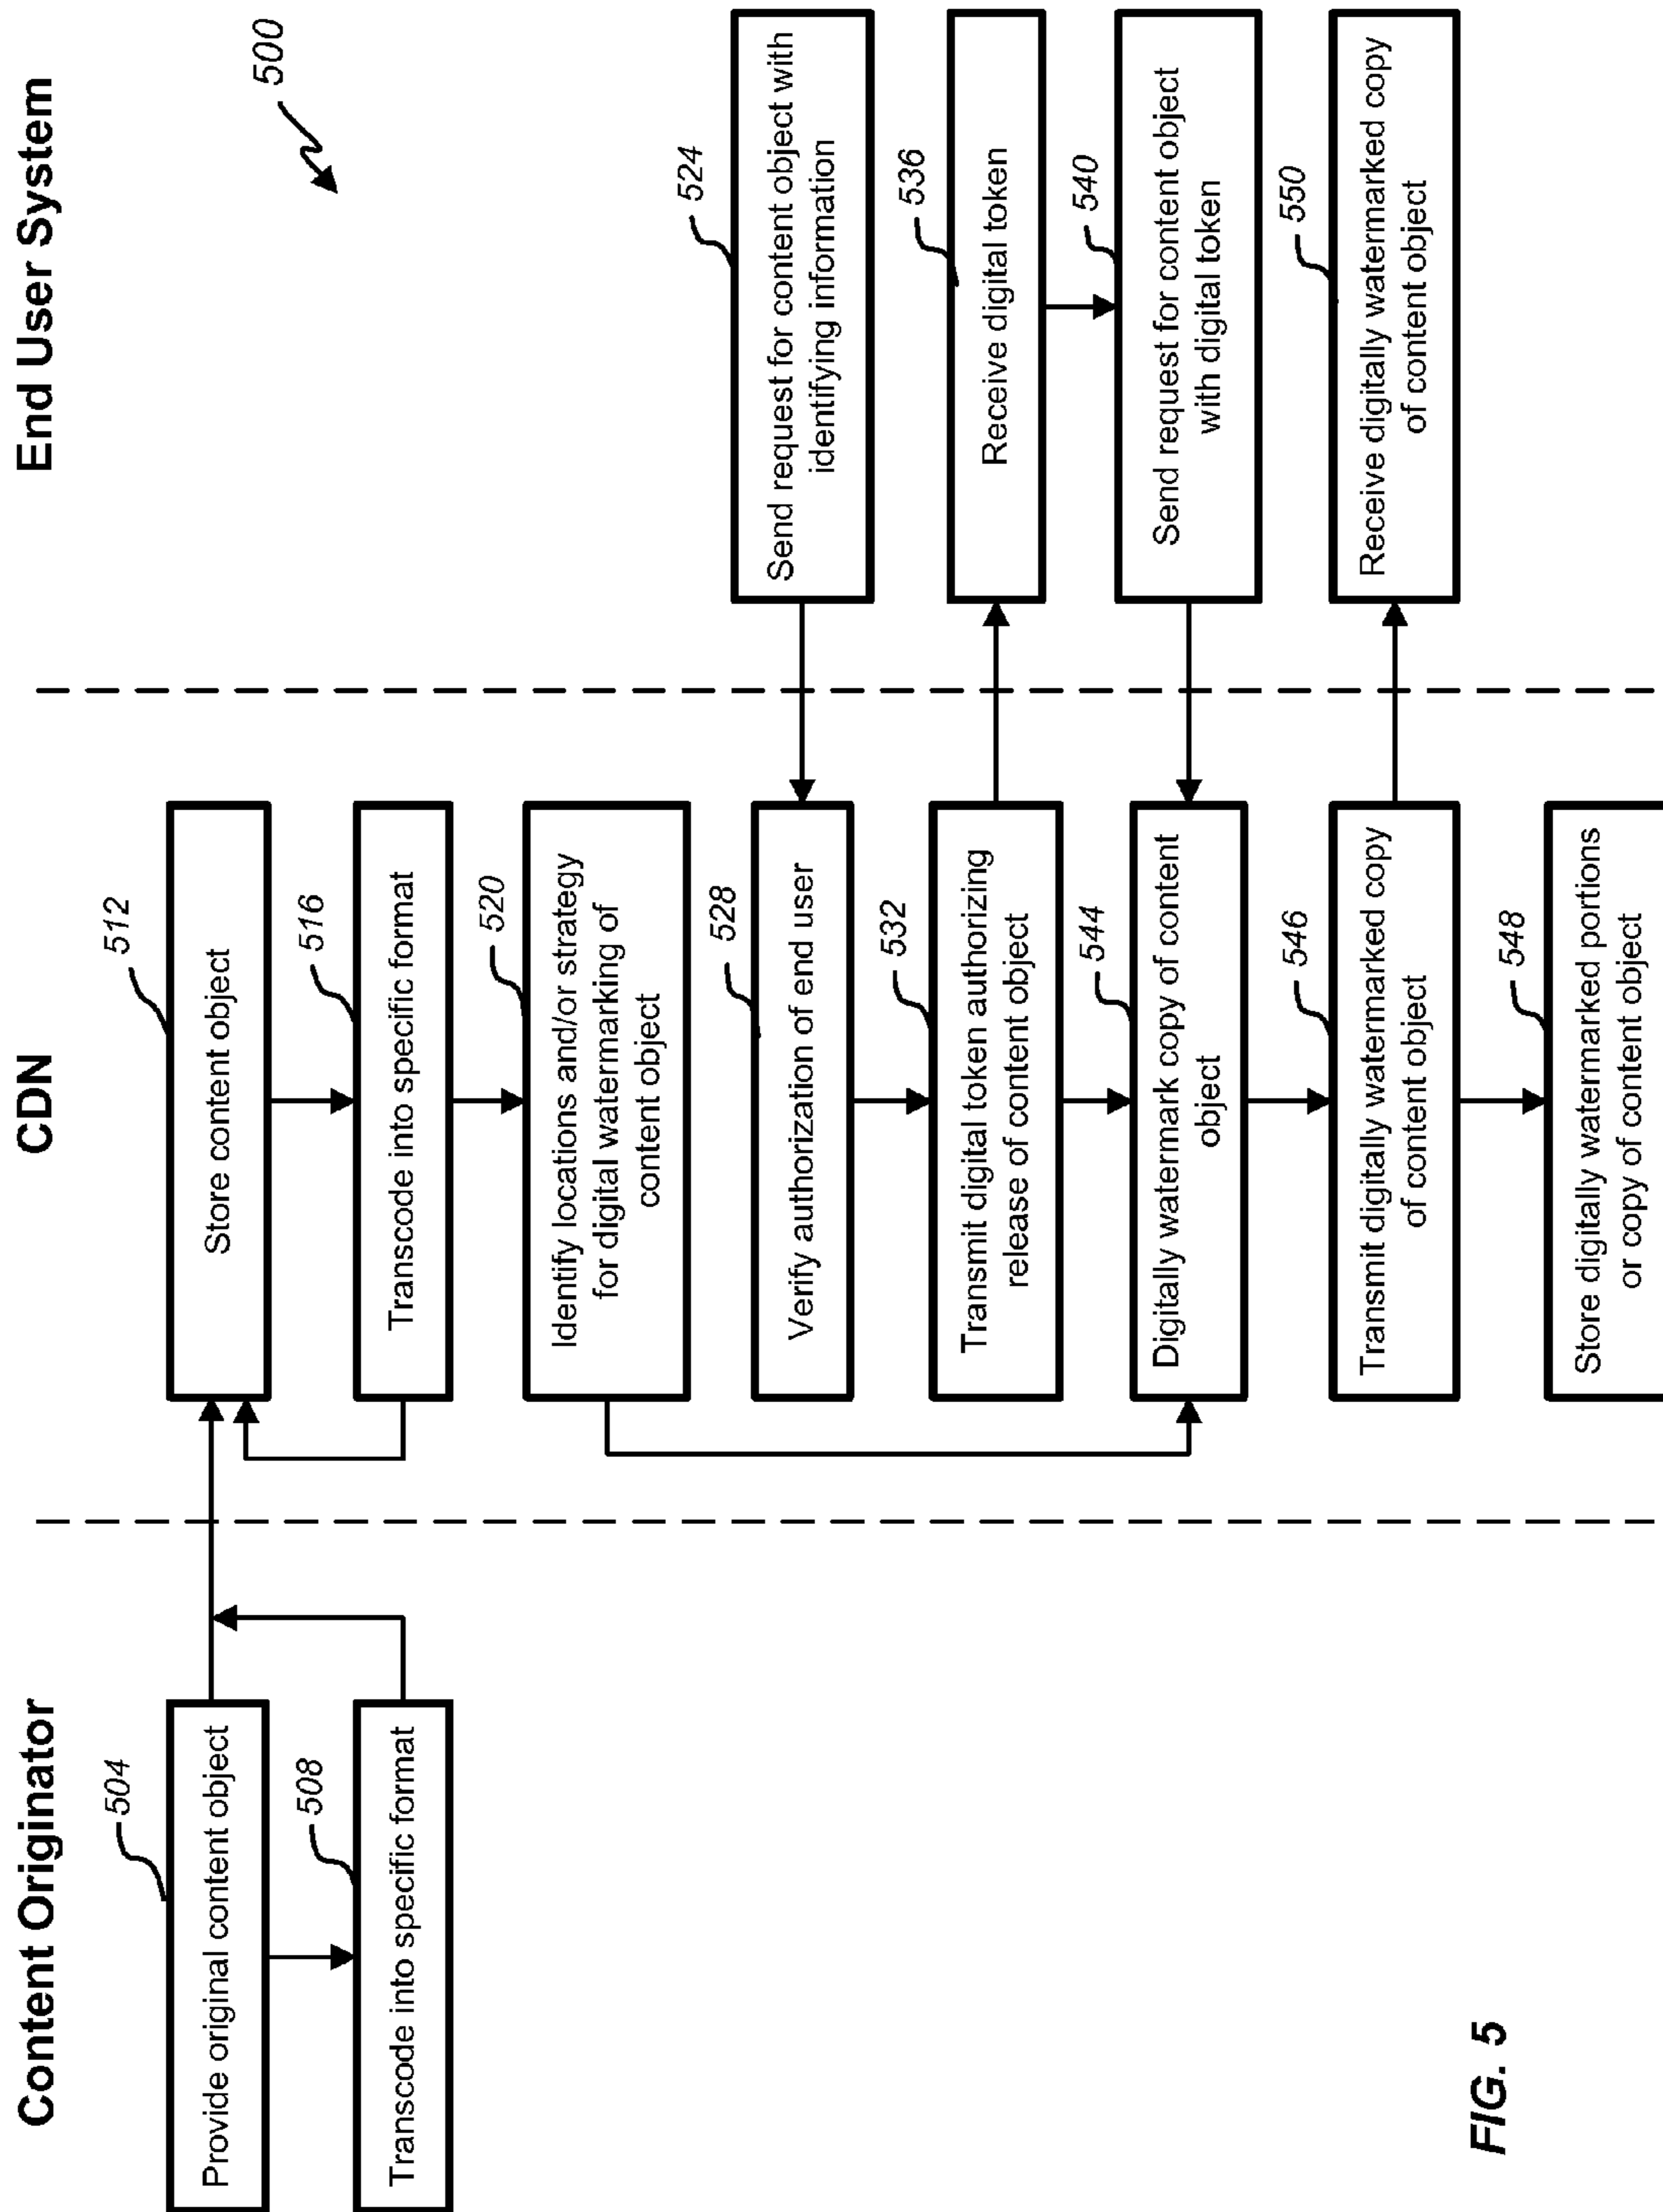 Content Originator
CDN
End User System
500
504
Provide original content object
508
Transcode into specific format
512
Store content object
516
Transcode into specific format
520
Identify locations and/or strategy
for digital watermarking of
content object
524
Send request for content object with
identifying information
528
Verify authorization of end user
532
Transmit digital token authorizing
release of content object
536
Receive digital token
540
Send request for content object
with digital token
544
Digitally watermark copy of content
object
546
Transmit digitally watermarked copy
of content object
550
Receive digitally watermarked copy
of content object
548
Store digitally watermarked portions
or copy of content object
FIG. 5